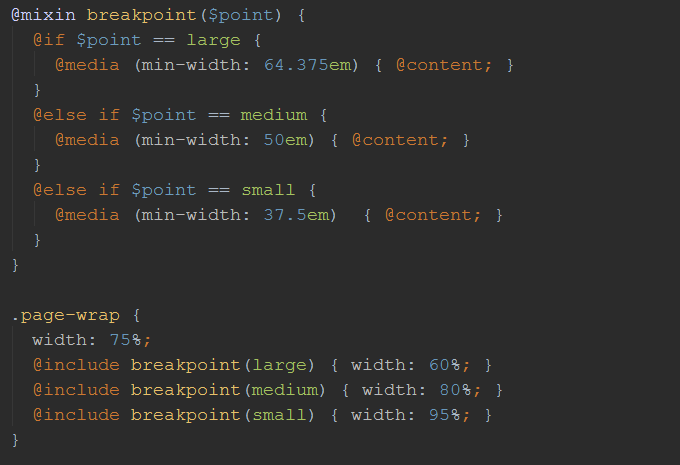 @mixin breakpoint($point) {
  @if $point == large {
    @media (min-width: 64.375em) { @content; }
  }
  @else if $point == medium {
    @media (min-width: 50em) { @content; }
  }
  @else if $point == small {
    @media (min-width: 37.5em)  { @content; }
  }
}

.page-wrap {
  width: 75%;
  @include breakpoint(large) { width: 60%; }
  @include breakpoint(medium) { width: 80%; }
  @include breakpoint(small) { width: 95%; }
}